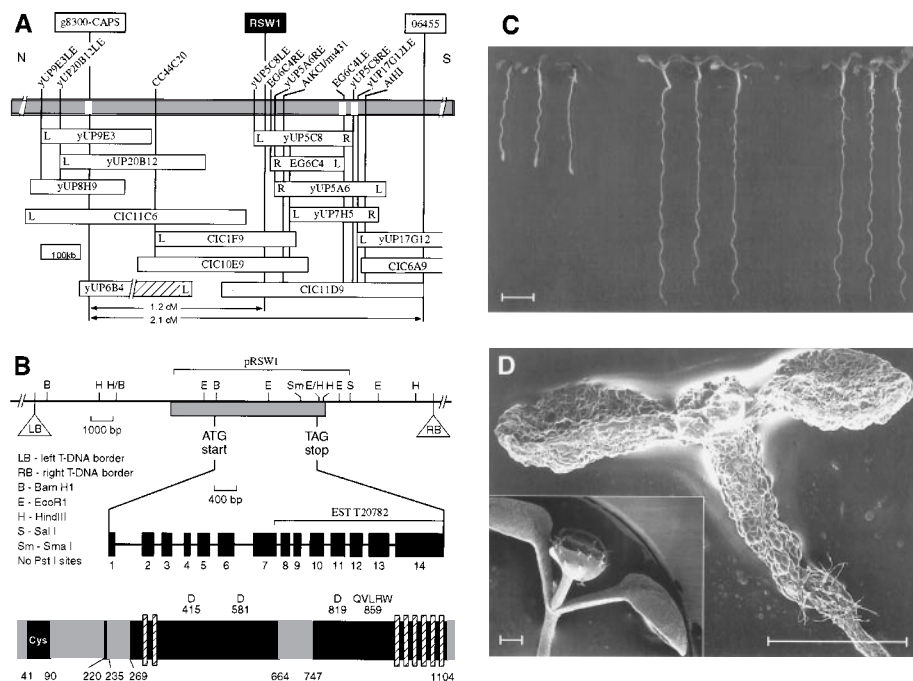 A
g8300-CAPS
RSW1
06455
N
S
yUP9E3LE
yUP20B12LE
CC44C20
yUP5C8LE
EG6C4RE
yUP5A6RE
AtKC1/m431
EG6C4LE
yUP5C8RE
yUP17G12LE
AtHI
L yUP9E3
L yUP5C8 R
L yUP20B12
R EG6C4 L
yUP8H9
R yUP5A6 L
L CIC11C6
L yUP7H5 R
L CIC1F9
L yUP17G12
100kb
CIC10E9
CIC6A9
yUP6B4 L
CIC11D9
1.2 cM
2.1 cM
B
pRSW1
B H H/B E B E Sm E/H H E S E H
LB
1000 bp
RB
ATG start
TAG stop
LB - left T-DNA border
RB - right T-DNA border
B - Bam H1
E - EcoR1
H - HindIII
S - Sal I
Sm - Sma I
No Pst I sites
400 bp
EST T20782
1 2 3 4 5 6 7 8 9 10 11 12 13 14
D D D QVLRW
415 581 819 859
Cys
41 90 220 235 269 664 747 1104
C
D